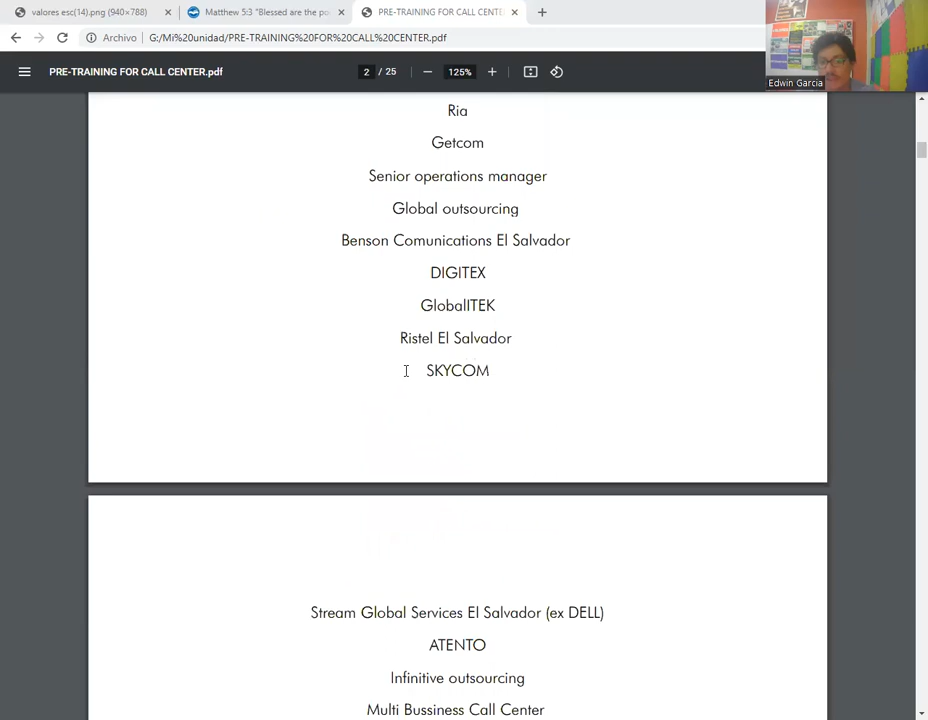 valores esc(14).png (940×788)
Matthew 5:3 "Blessed are the po
PRE-TRAINING FOR CALL CENTE
Archivo
G:/Mi%20unidad/PRE-TRAINING%20FOR%20CALL%20CENTER.pdf
PRE-TRAINING FOR CALL CENTER.pdf
2 / 25
125%
Edwin Garcia
Ria
Getcom
Senior operations manager
Global outsourcing
Benson Comunications El Salvador
DIGITEX
GlobalITEK
Ristel El Salvador
SKYCOM
Stream Global Services El Salvador (ex DELL)
ATENTO
Infinitive outsourcing
Multi Bussiness Call Center